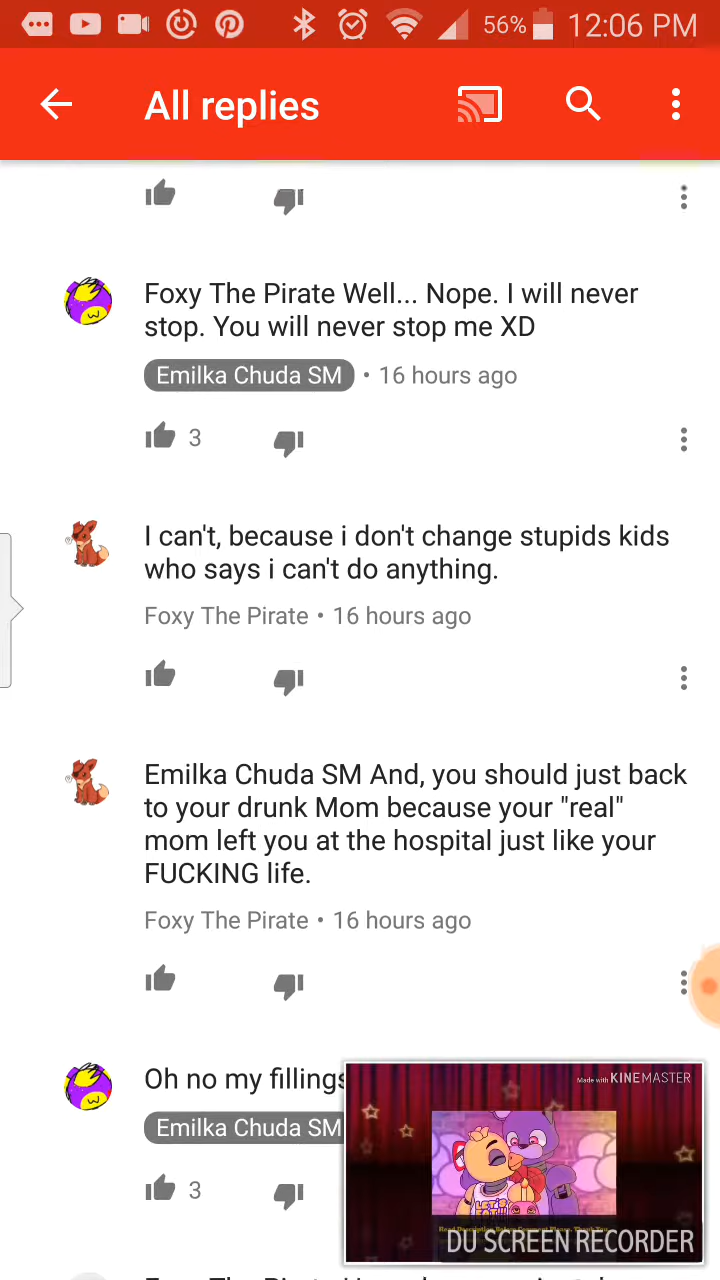 56% 12:06 PM
All replies
Foxy The Pirate Well... Nope. I will never
stop. You will never stop me XD
Emilka Chuda SM • 16 hours ago
3
I can't, because i don't change stupids kids
who says i can't do anything.
Foxy The Pirate • 16 hours ago
Emilka Chuda SM And, you should just back
to your drunk Mom because your "real"
mom left you at the hospital just like your
FUCKING life.
Foxy The Pirate • 16 hours ago
Oh no my fillings
Emilka Chuda SM
3
Made with KINEMASTER
LET'S
EAT!!!
DU SCREEN RECORDER